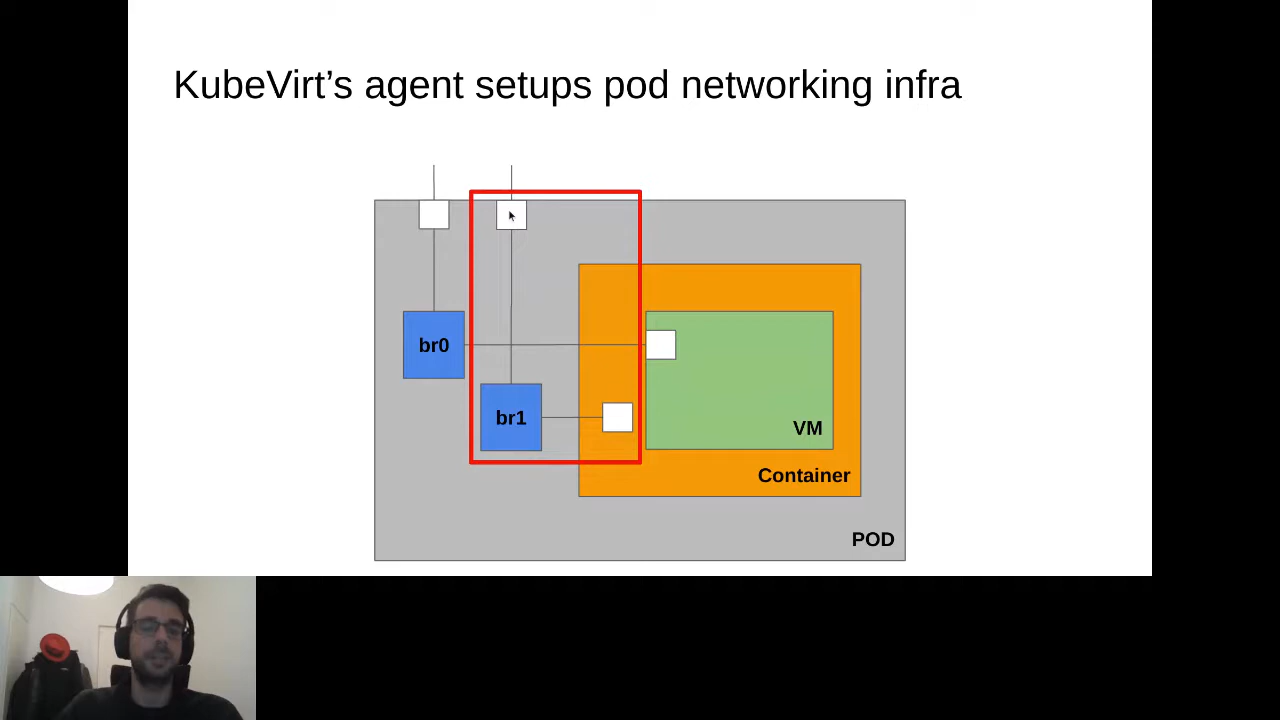 KubeVirt’s agent setups pod networking infra
br0
br1
VM
Container
POD